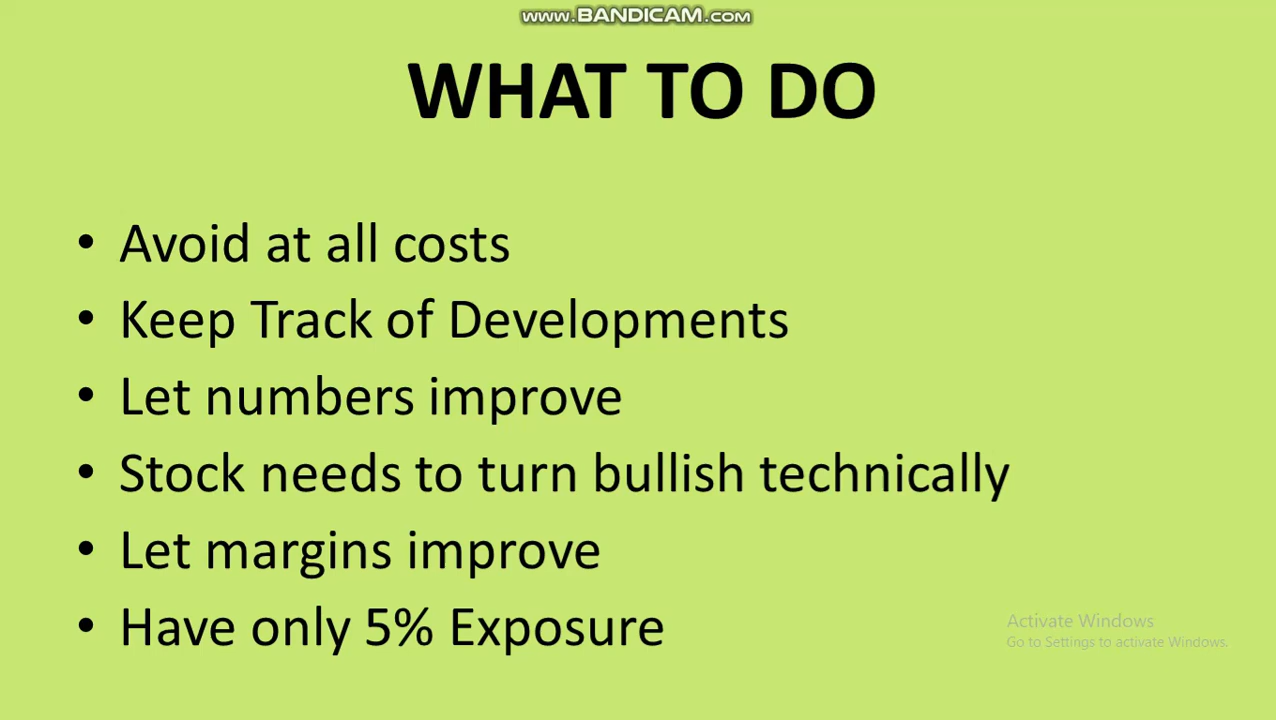 www.BANDICAM.com
WHAT TO DO
• Avoid at all costs
• Keep Track of Developments
• Let numbers improve
• Stock needs to turn bullish technically
• Let margins improve
• Have only 5% Exposure
Activate Windows
Go to Settings to activate Windows.